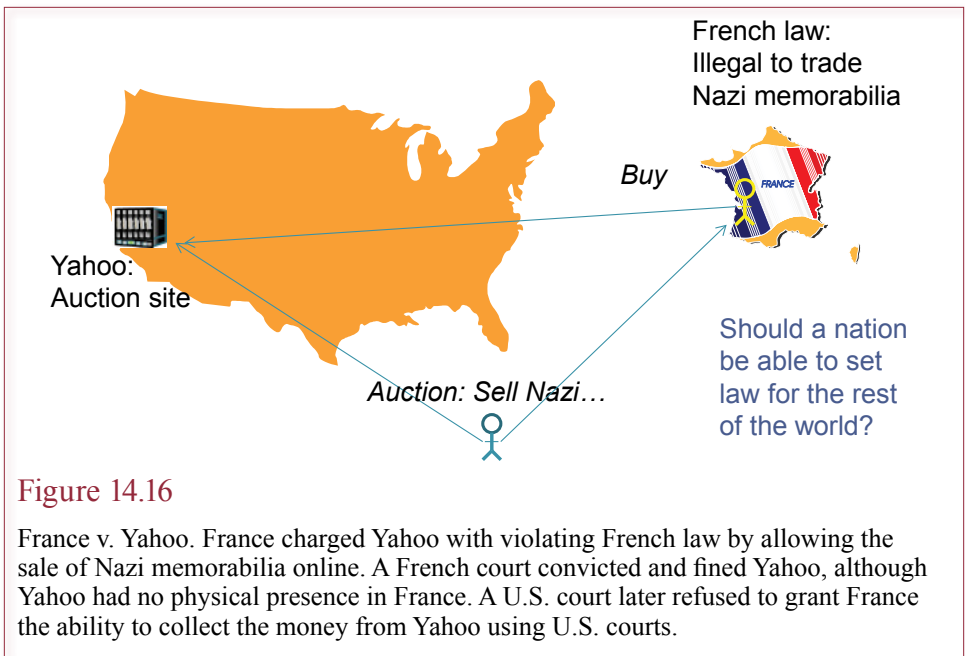 French law:
Illegal to trade
Nazi memorabilia
Buy
FRANCE
Yahoo:
Auction site
Should a nation
be able to set
law for the rest
of the world?
Auction: Sell Nazi…
Figure 14.16
France v. Yahoo. France charged Yahoo with violating French law by allowing the
sale of Nazi memorabilia online. A French court convicted and fined Yahoo, although
Yahoo had no physical presence in France. A U.S. court later refused to grant France
the ability to collect the money from Yahoo using U.S. courts.